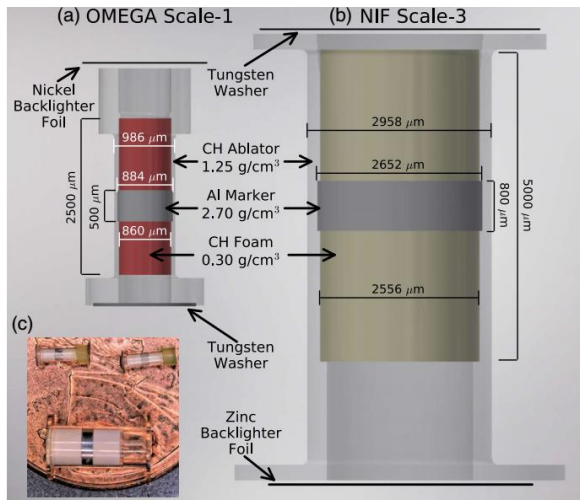 (a) OMEGA Scale-1
(b) NIF Scale-3
Nickel
Backlighter
Foil
Tungsten
Washer
986 μm
2958 μm
CH Ablator
1.25 g/cm³
884 μm
2652 μm
2500 μm
500 μm
Al Marker
2.70 g/cm³
800 μm
5000 μm
860 μm
CH Foam
0.30 g/cm³
2556 μm
Tungsten
Washer
(c)
Zinc
Backlighter
Foil